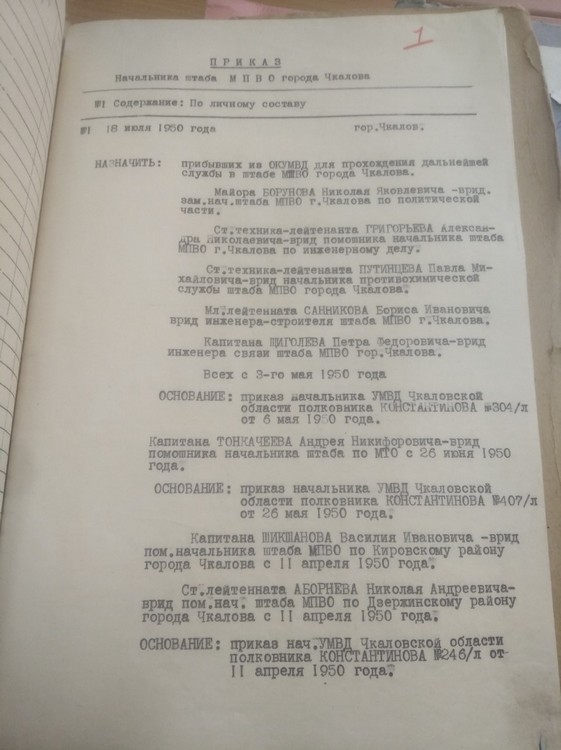 1
ПРИКАЗ
Начальника штаба МПВО города Чкалова
№1 Содержание: По личному составу
№1 18 июля 1950 года гор.Чкалов.
НАЗНАЧИТЬ: прибывших из ОКУМВД для прохождения дальнейшей
службы в штабе МПВО города Чкалова.
Майора БОРУНОВА Николая Яковлевича -врид.
зам.нач.штаба МПВО г.Чкалова по политической
части.
Ст.техника-лейтенанта ГРИГОРЬЕВА Алексан-
дра Николаевича-врид помошника начальника штаба
МПВО г.Чкалова по инженерному делу.
Ст.техника-лейтенанта ПУТИНЦЕВА Павла Ми-
хайловича-врид начальника противохимической
службы штаба МПВО города Чкалова.
Мл.лейтенната САННИКОВА Бориса Ивановича
врид инженера-строителя штаба МПВО г.Чкалова.
Капитана ЩИГОЛЕВА Петра Федоровича-врид
инженера связи штаба МПВО гор.Чкалова.
Всех с 3-го мая 1950 года
ОСНОВАНИЕ: приказ начальника УМВД Чкаловской
области полковника КОНСТАНТИНОВА №304/л
от 6 мая 1950 года.
Капитана ТОНКАЧЕЕВА Андрея Никифоровича-врид
помошника начальника штаба по МТО с 26 июня 1950
года.
ОСНОВАНИЕ: приказ начальника УМВД Чкаловской
области полковника КОНСТАНТИНОВА №407/л
от 26 мая 1950 года.
Капитана ШИКШАНОВА Василия Ивановича -врид
пом.начальника штаба МПВО по Кировскому району
города Чкалова с 11 апреля 1950 года.
Ст.лейтенната АБОРНЕВА Николая Андреевича-
врид пом.нач. штаба МПВО по Дзержинскому району
города Чкалова с 11 апреля 1950 года.
ОСНОВАНИЕ: приказ нач.УМВД Чкаловской области
полковника КОНСТАНТИНОВА №246/л от
11 апреля 1950 года.